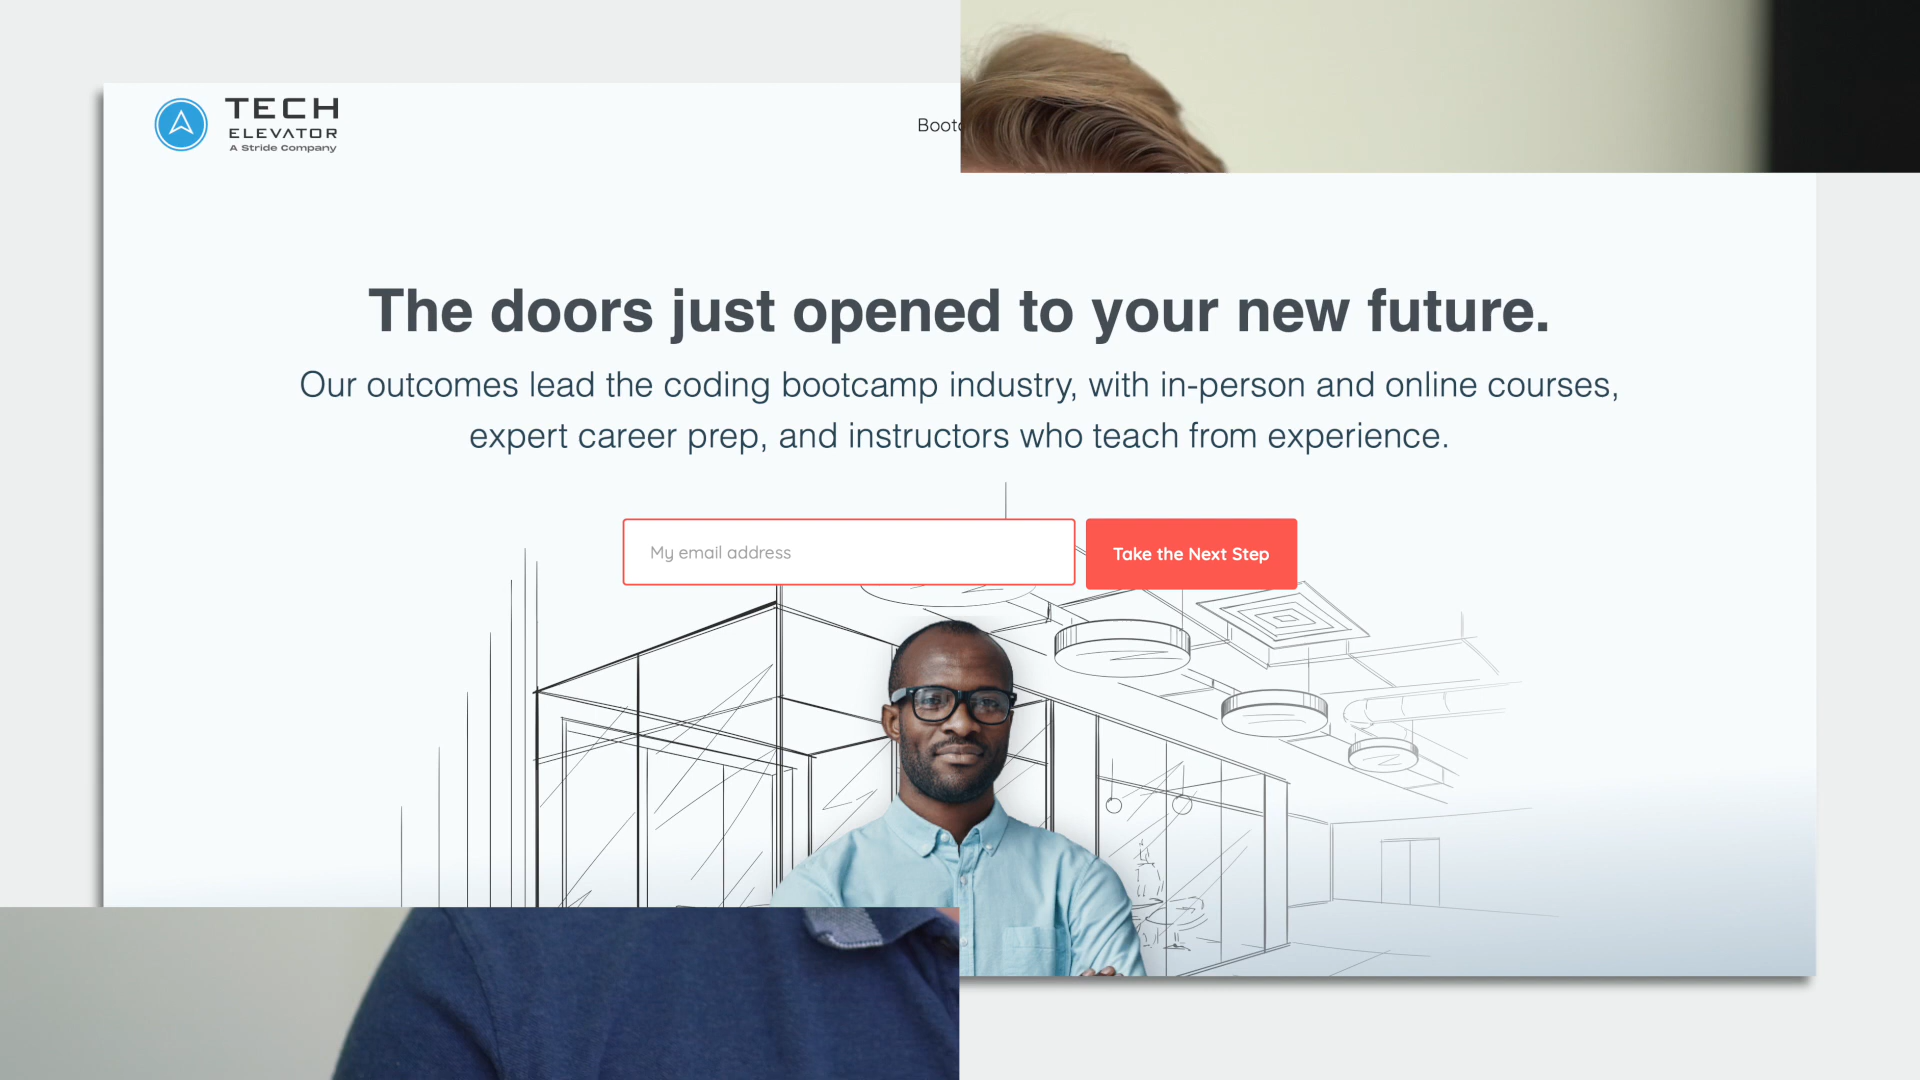 TECH
ELEVATOR
A Stride Company
The doors just opened to your new future.
Our outcomes lead the coding bootcamp industry, with in-person and online courses,
expert career prep, and instructors who teach from experience.
My email address
Take the Next Step